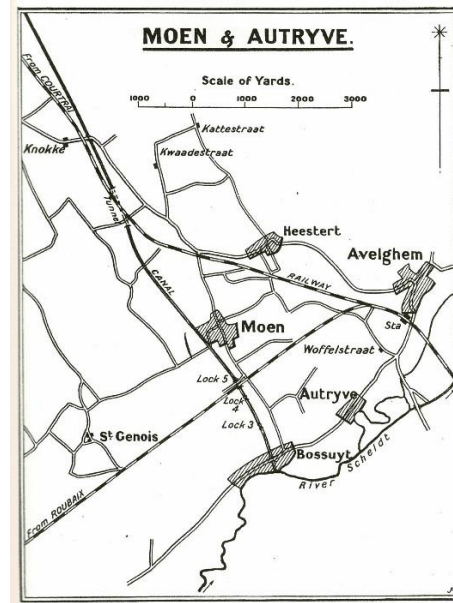 MOEN & AUTRYVE.
Scale of Yards.
1000 0 1000 2000 3000
From COURTRAI
Kattestraat
Knokke
Kwaadestraat
Tunnel
Heestert
Avelghem
CANAL
RAILWAY
Moen
Sta
Woffelstraat
Lock 5
Lock 4
Autryve
Lock 3
St Genois
Bossuyt
River Scheldt
From ROUBAIX